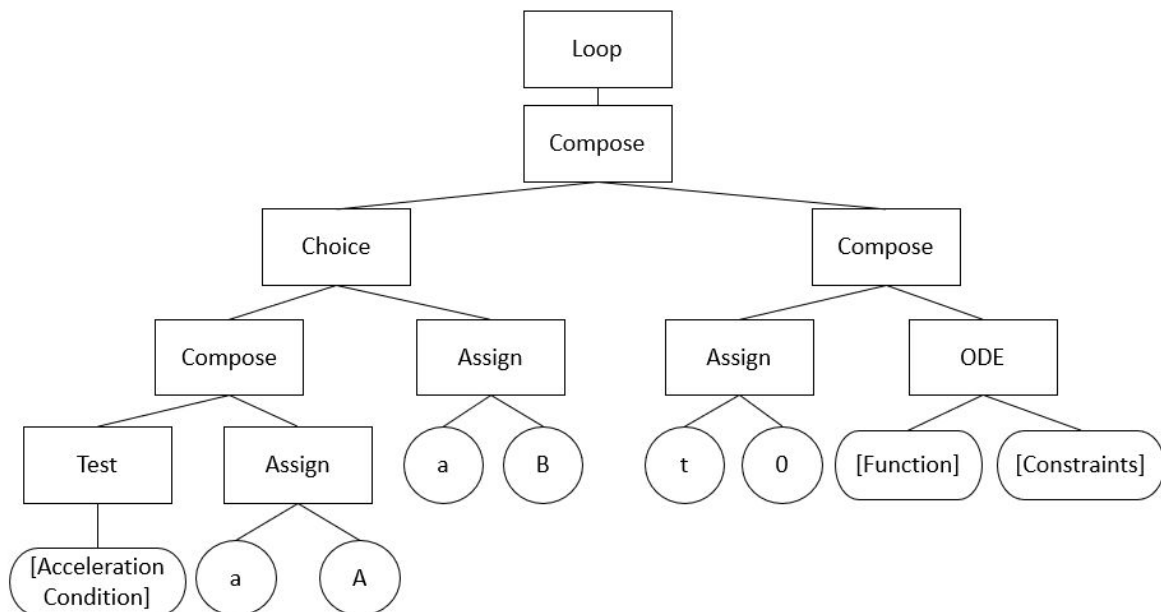 Loop
Compose
Choice
Compose
Compose
Assign
Assign
ODE
Test
Assign
a
B
t
0
[Function]
[Constraints]
[Acceleration
Condition]
a
A